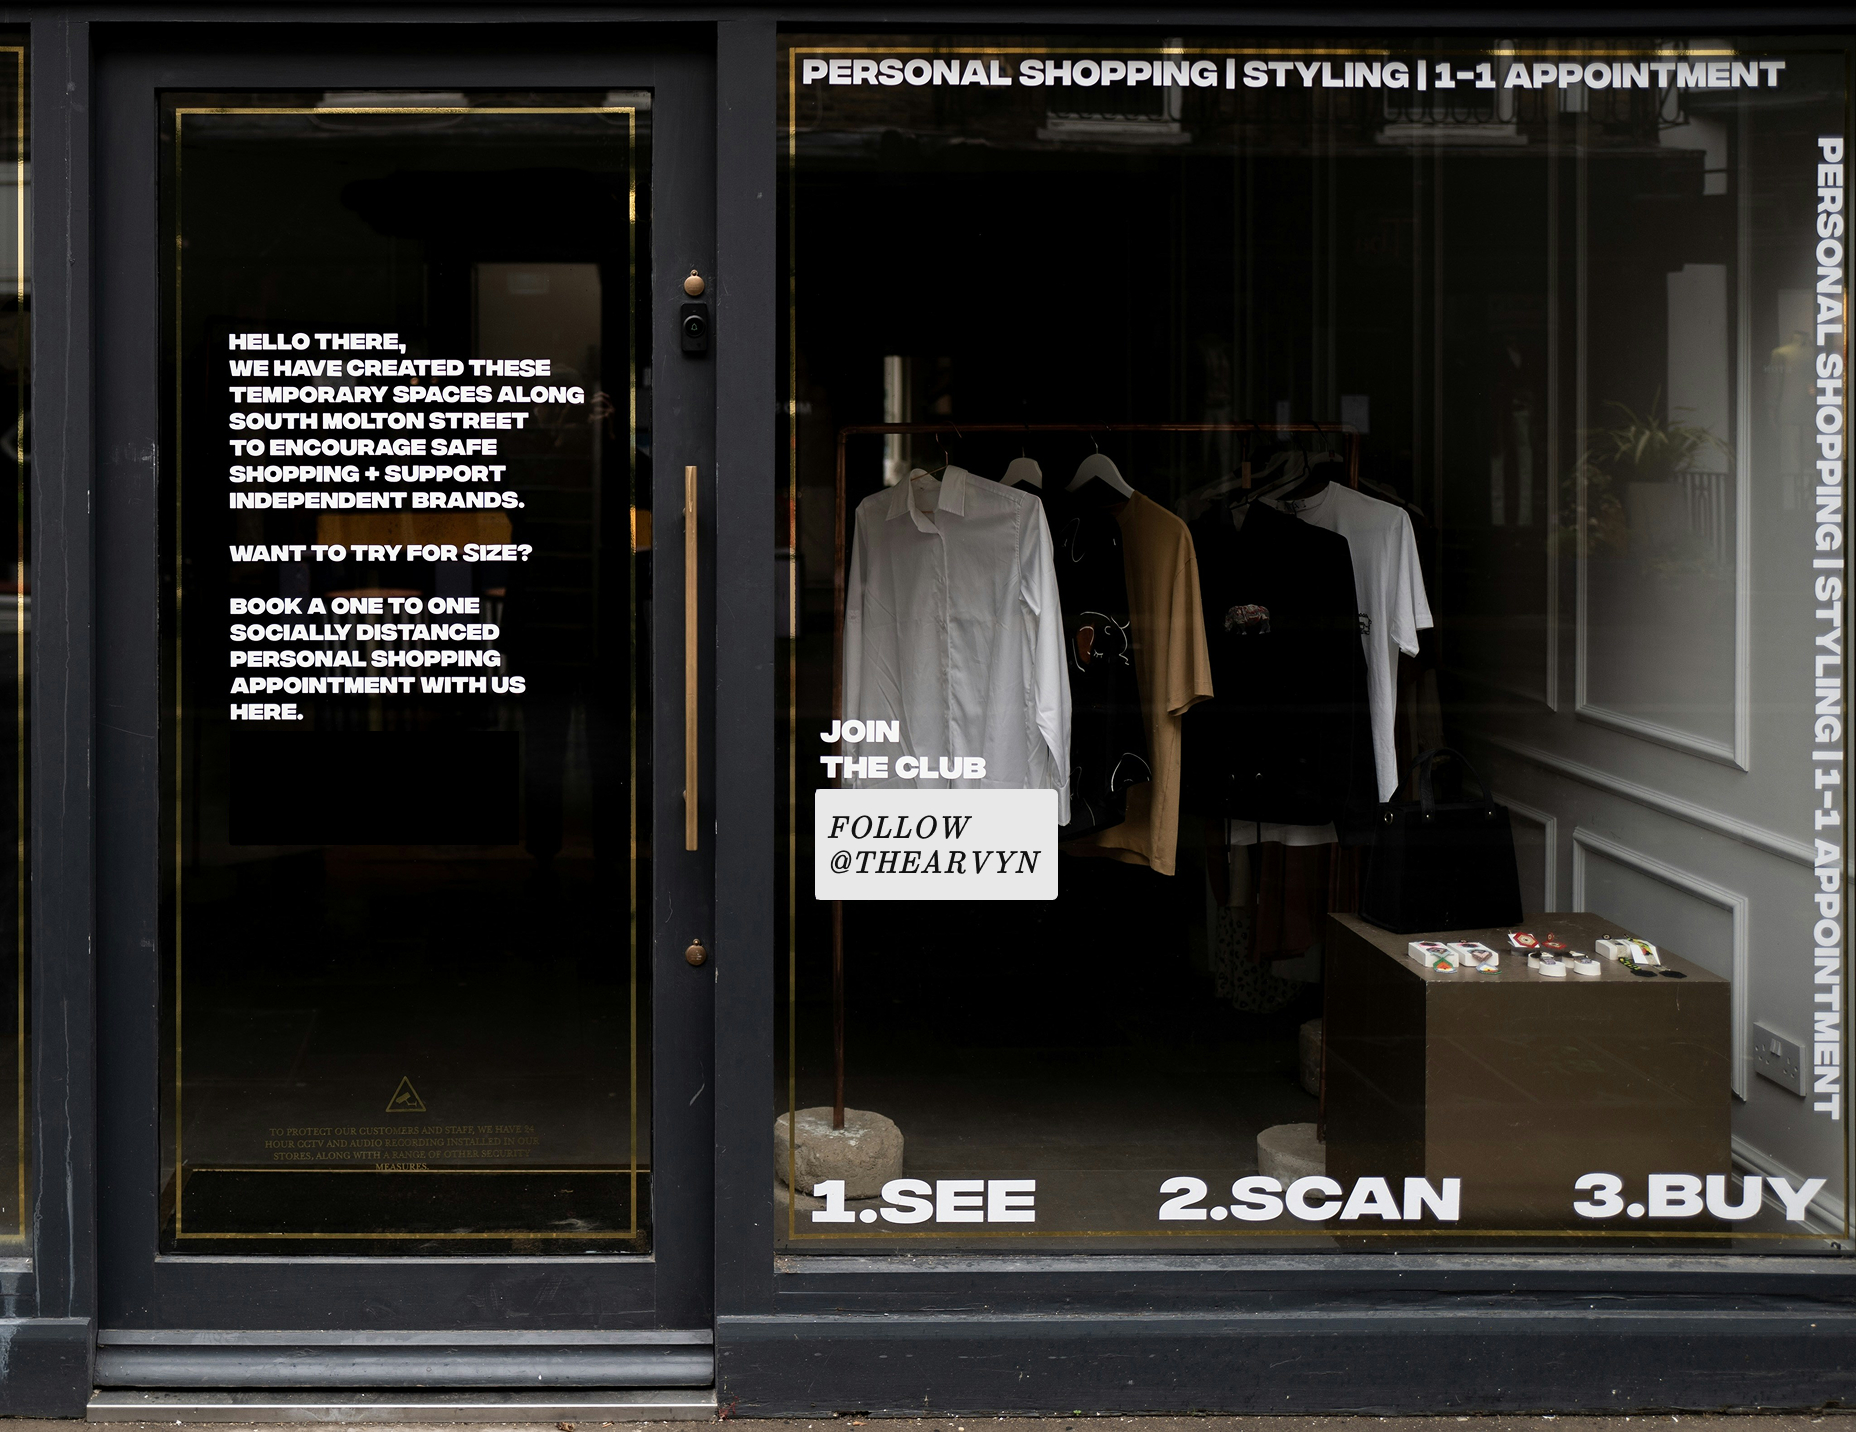 HELLO THERE,
WE HAVE CREATED THESE
TEMPORARY SPACES ALONG
SOUTH MOLTON STREET
TO ENCOURAGE SAFE
SHOPPING + SUPPORT
INDEPENDENT BRANDS.
WANT TO TRY FOR SIZE?
BOOK A ONE TO ONE
SOCIALLY DISTANCED
PERSONAL SHOPPING
APPOINTMENT WITH US
HERE.
TO PROTECT OUR CUSTOMERS AND STAFF, WE HAVE 24
HOUR CCTV AND AUDIO RECORDING INSTALLED IN OUR
STORES, ALONG WITH A RANGE OF OTHER SECURITY
MEASURES.
PERSONAL SHOPPING | STYLING | 1-1 APPOINTMENT
PERSONAL SHOPPING | STYLING | 1-1 APPOINTMENT
JOIN
THE CLUB
FOLLOW
@THEARVYN
1.SEE 2.SCAN 3.BUY